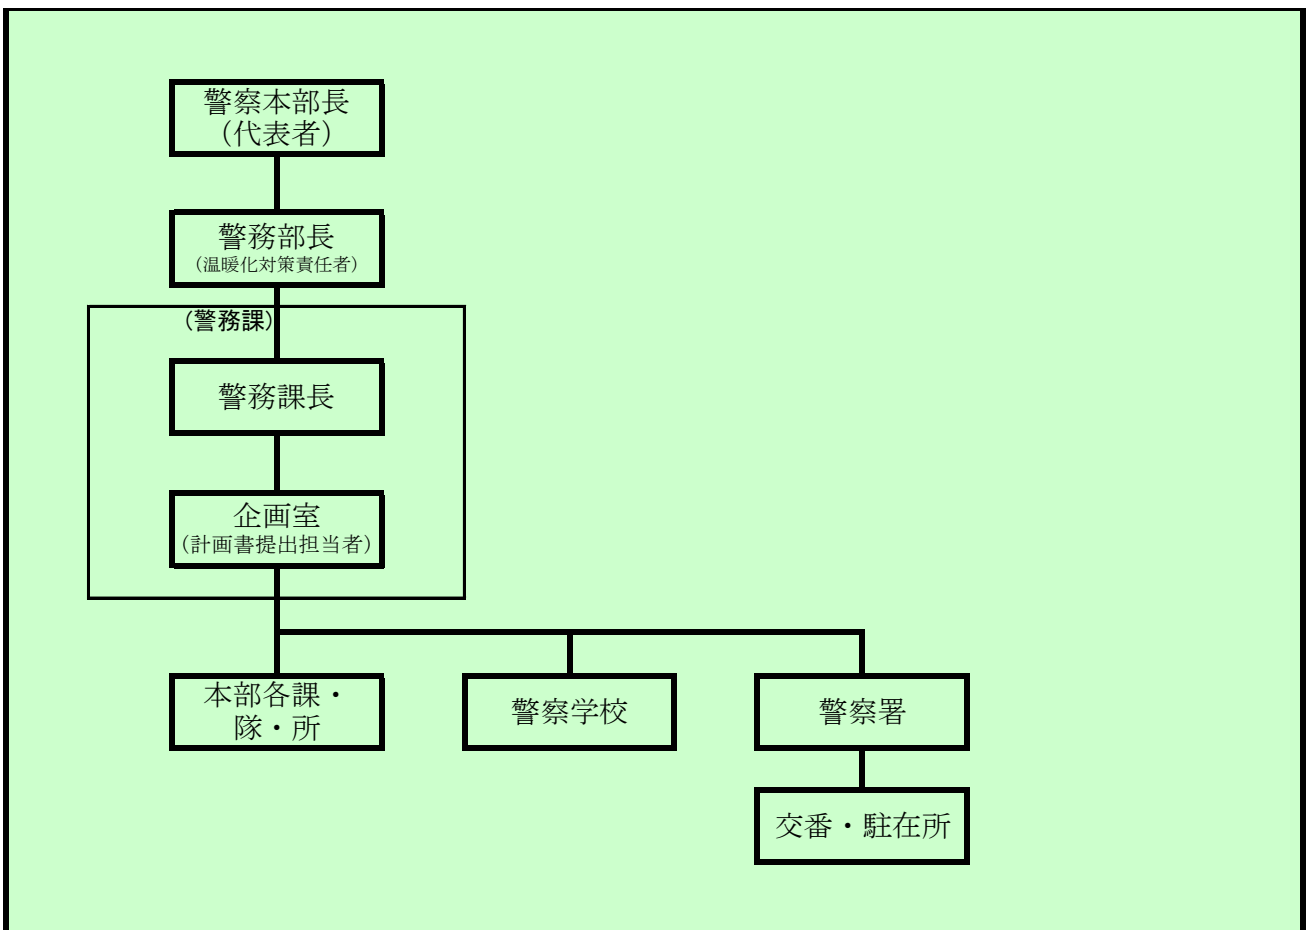 警察本部長
（代表者）
警務部長
（温暖化対策責任者）
（警務課）
警務課長
企画室
（計画書提出担当者）
本部各課・
隊・所
警察学校
警察署
交番・駐在所